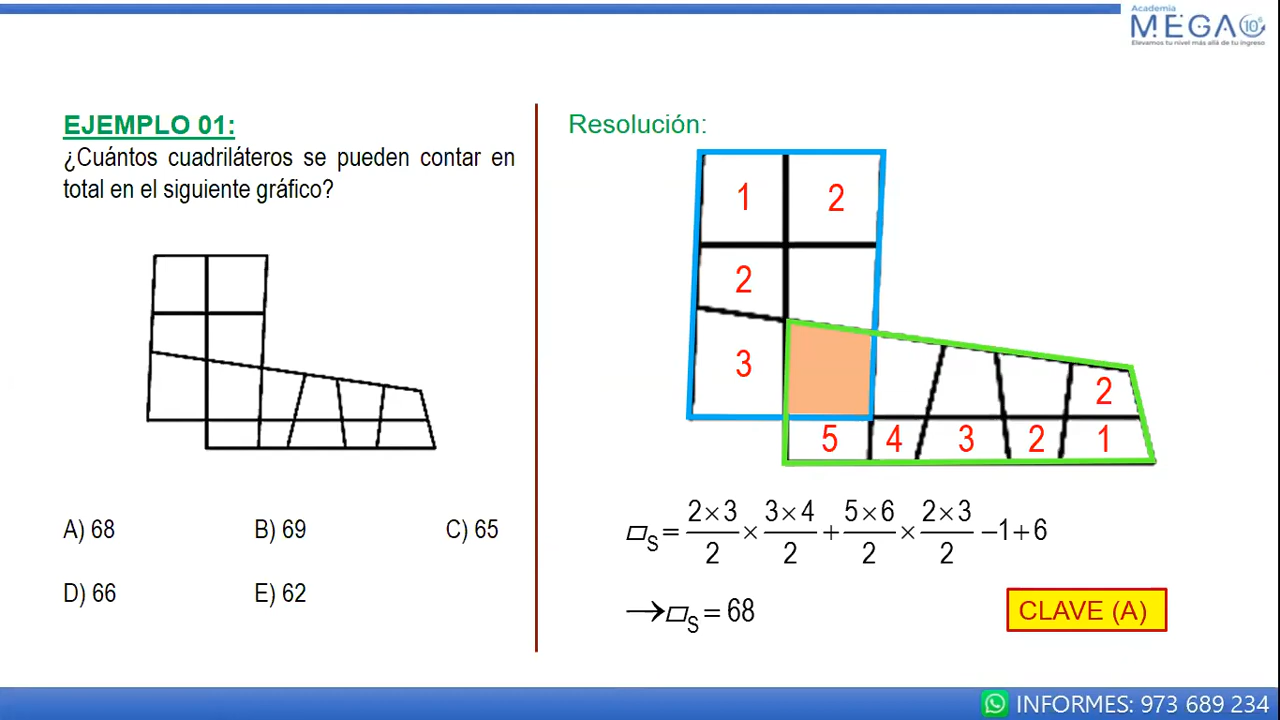 Academia
MEGA 10⁶
Elevamos tu nivel más allá de tu ingreso
EJEMPLO 01:
¿Cuántos cuadriláteros se pueden contar en
total en el siguiente gráfico?
A) 68 B) 69 C) 65
D) 66 E) 62
Resolución:
1 2
2
3
2
5 4 3 2 1
▱S = 2×3/2 × 3×4/2 + 5×6/2 × 2×3/2 −1+6
→▱S = 68
CLAVE (A)
INFORMES: 973 689 234